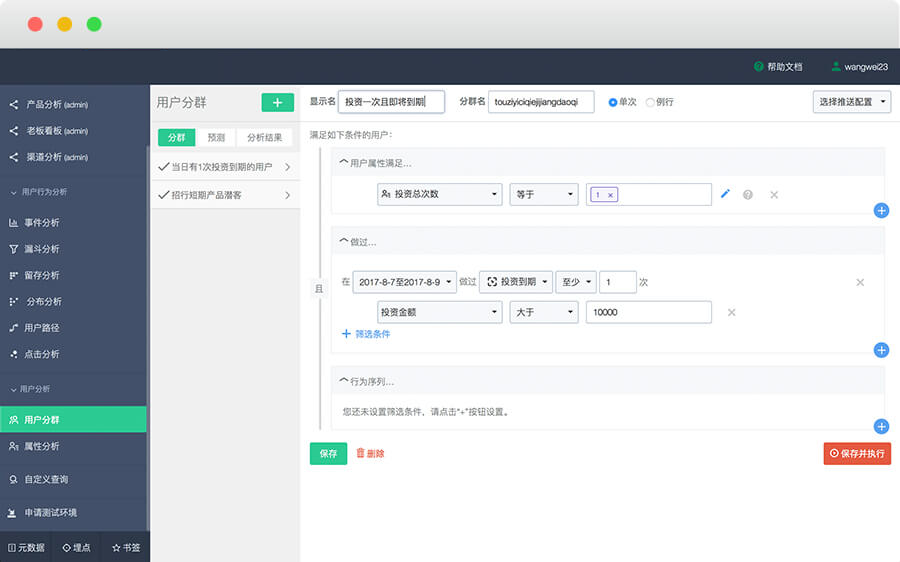 帮助文档 wangwei23
产品分析 (admin)
老板看板 (admin)
渠道分析 (admin)
用户行为分析
事件分析
漏斗分析
留存分析
分布分析
用户路径
点击分析
用户分析
用户分群
属性分析
自定义查询
申请测试环境
元数据 埋点 书签
用户分群 +
分群 预测 分析结果
当日有1次投资到期的用户
招行短期产品潜客
显示名 投资一次且即将到期 分群名 touziyiciqiejijiangdaoqi 单次 例行 选择推送配置
满足如下条件的用户:
用户属性满足...
投资总次数 等于 1 ×
且
做过...
在 2017-8-7至2017-8-9 做过 投资到期 至少 1 次
投资金额 大于 10000
+ 筛选条件
行为序列...
您还未设置筛选条件，请点击"+"按钮设置。
保存 删除 保存并执行